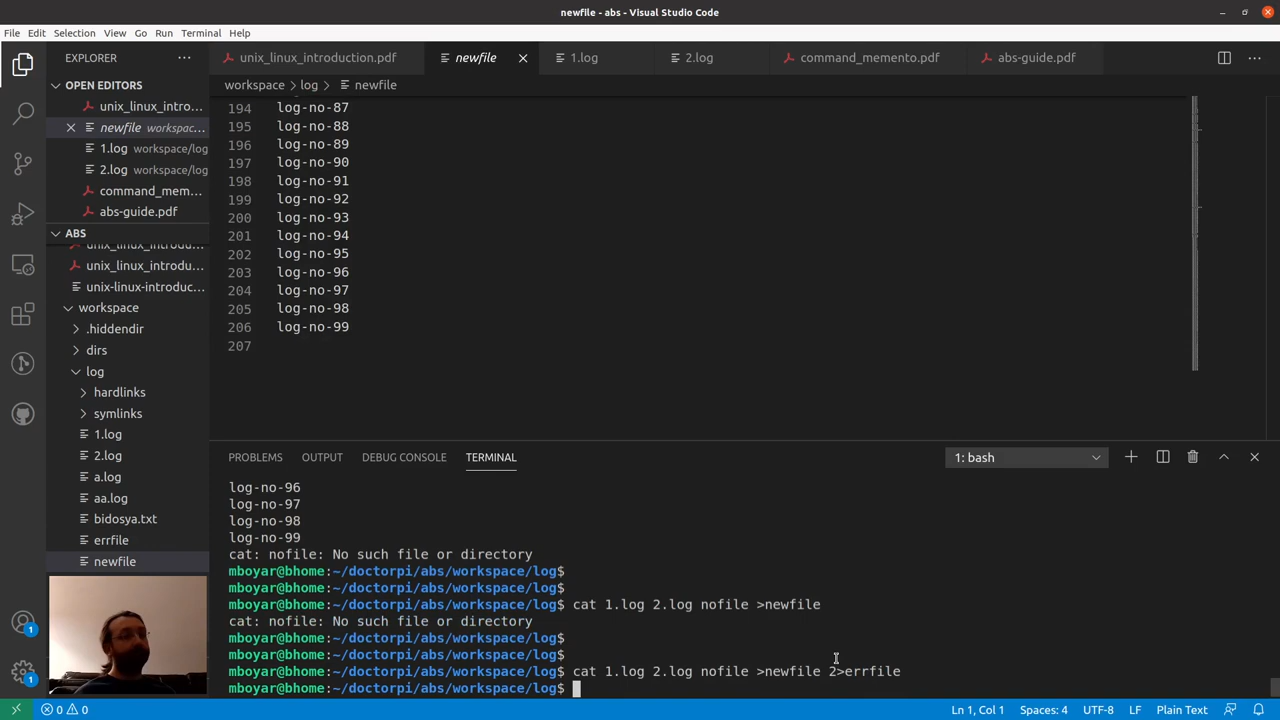 newfile - abs - Visual Studio Code
File Edit Selection View Go Run Terminal Help
EXPLORER
unix_linux_introduction.pdf
newfile
1.log
2.log
command_memento.pdf
abs-guide.pdf
OPEN EDITORS
workspace > log > newfile
unix_linux_intro...
newfile workspac...
1.log workspace/log
2.log workspace/log
command_mem...
abs-guide.pdf
ABS
unix_linux_introdu...
unix_linux_introdu...
unix-linux-introduc...
workspace
.hiddendir
dirs
log
hardlinks
symlinks
1.log
2.log
a.log
aa.log
bidosya.txt
errfile
newfile
194 log-no-87
195 log-no-88
196 log-no-89
197 log-no-90
198 log-no-91
199 log-no-92
200 log-no-93
201 log-no-94
202 log-no-95
203 log-no-96
204 log-no-97
205 log-no-98
206 log-no-99
207
PROBLEMS OUTPUT DEBUG CONSOLE TERMINAL
1: bash
log-no-96
log-no-97
log-no-98
log-no-99
cat: nofile: No such file or directory
mboyar@bhome:~/doctorpi/abs/workspace/log$
mboyar@bhome:~/doctorpi/abs/workspace/log$
mboyar@bhome:~/doctorpi/abs/workspace/log$ cat 1.log 2.log nofile >newfile
cat: nofile: No such file or directory
mboyar@bhome:~/doctorpi/abs/workspace/log$
mboyar@bhome:~/doctorpi/abs/workspace/log$
mboyar@bhome:~/doctorpi/abs/workspace/log$ cat 1.log 2.log nofile >newfile 2>errfile
mboyar@bhome:~/doctorpi/abs/workspace/log$
1
1
0 0
Ln 1, Col 1 Spaces: 4 UTF-8 LF Plain Text